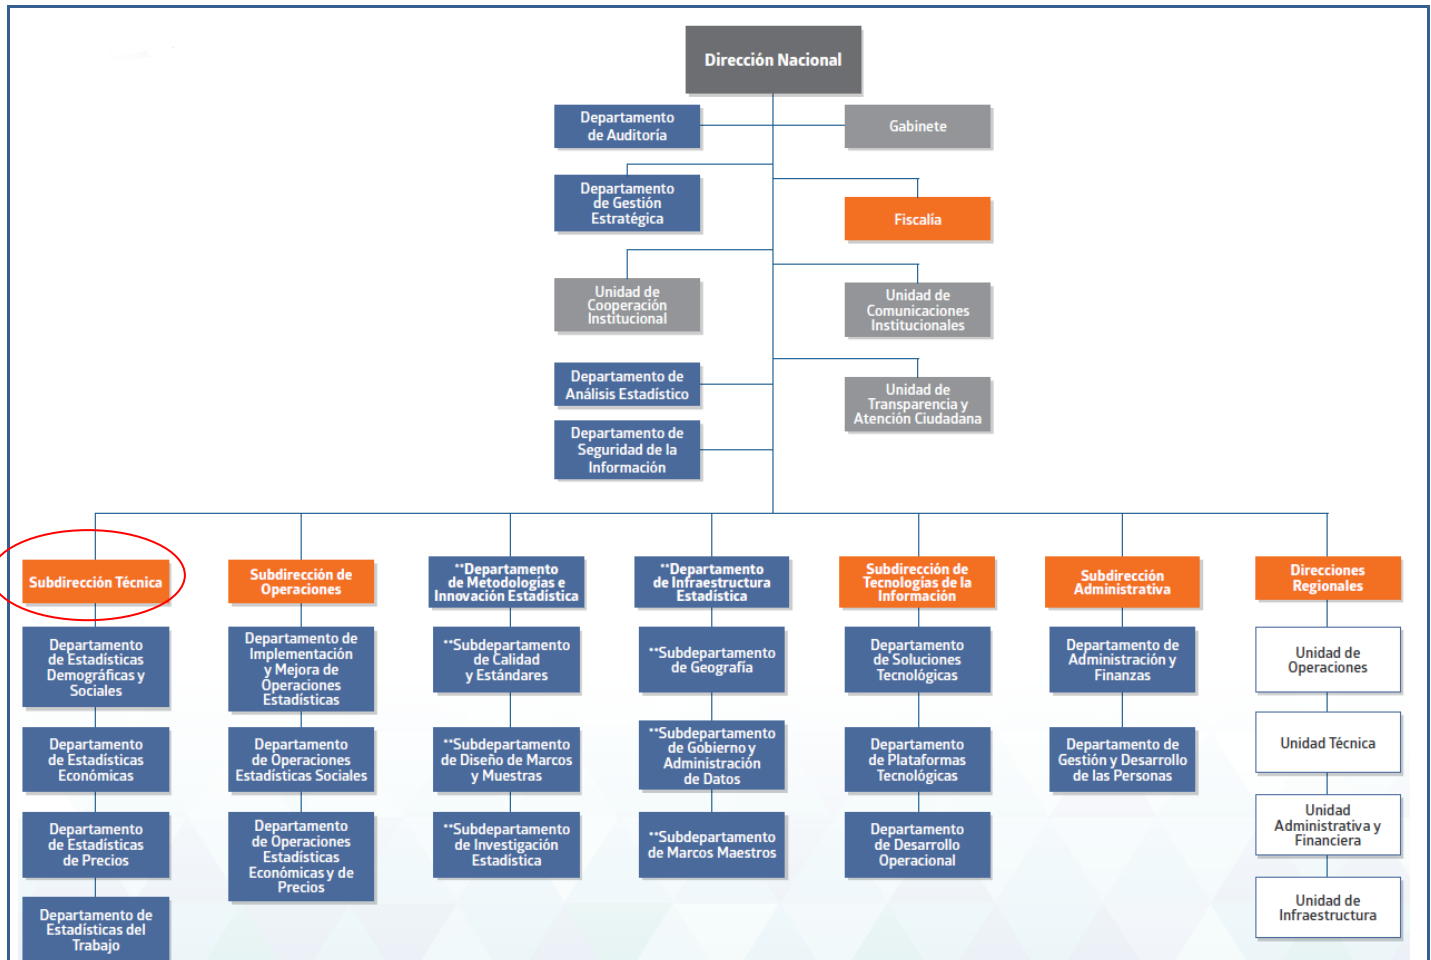 Dirección Nacional
Departamento
de Auditoría
Gabinete
Departamento
de Gestión
Estratégica
Fiscalía
Unidad de
Cooperación
Institucional
Unidad de
Comunicaciones
Institucionales
Departamento de
Análisis Estadístico
Unidad de
Transparencia y
Atención Ciudadana
Departamento de
Seguridad de la
Información
Subdirección Técnica
Departamento
de Estadísticas
Demográficas y
Sociales
Departamento
de Estadísticas
Económicas
Departamento
de Estadísticas
de Precios
Departamento de
Estadísticas del
Trabajo
Subdirección de
Operaciones
Departamento de
Implementación
y Mejora de
Operaciones
Estadísticas
Departamento
de Operaciones
Estadísticas Sociales
Departamento
de Operaciones
Estadísticas
Económicas y de
Precios
**Departamento
de Metodologías e
Innovación Estadística
**Subdepartamento
de Calidad
y Estándares
**Subdepartamento
de Diseño de Marcos
y Muestras
**Subdepartamento
de Investigación
Estadística
**Departamento
de Infraestructura
Estadística
**Subdepartamento
de Geografía
**Subdepartamento
de Gobierno y
Administración
de Datos
**Subdepartamento
de Marcos Maestros
Subdirección de
Tecnologías de la
Información
Departamento
de Soluciones
Tecnológicas
Departamento
de Plataformas
Tecnológicas
Departamento
de Desarrollo
Operacional
Subdirección
Administrativa
Departamento de
Administración y
Finanzas
Departamento de
Gestión y Desarrollo
de las Personas
Direcciones
Regionales
Unidad de
Operaciones
Unidad Técnica
Unidad
Administrativa y
Financiera
Unidad de
Infraestructura